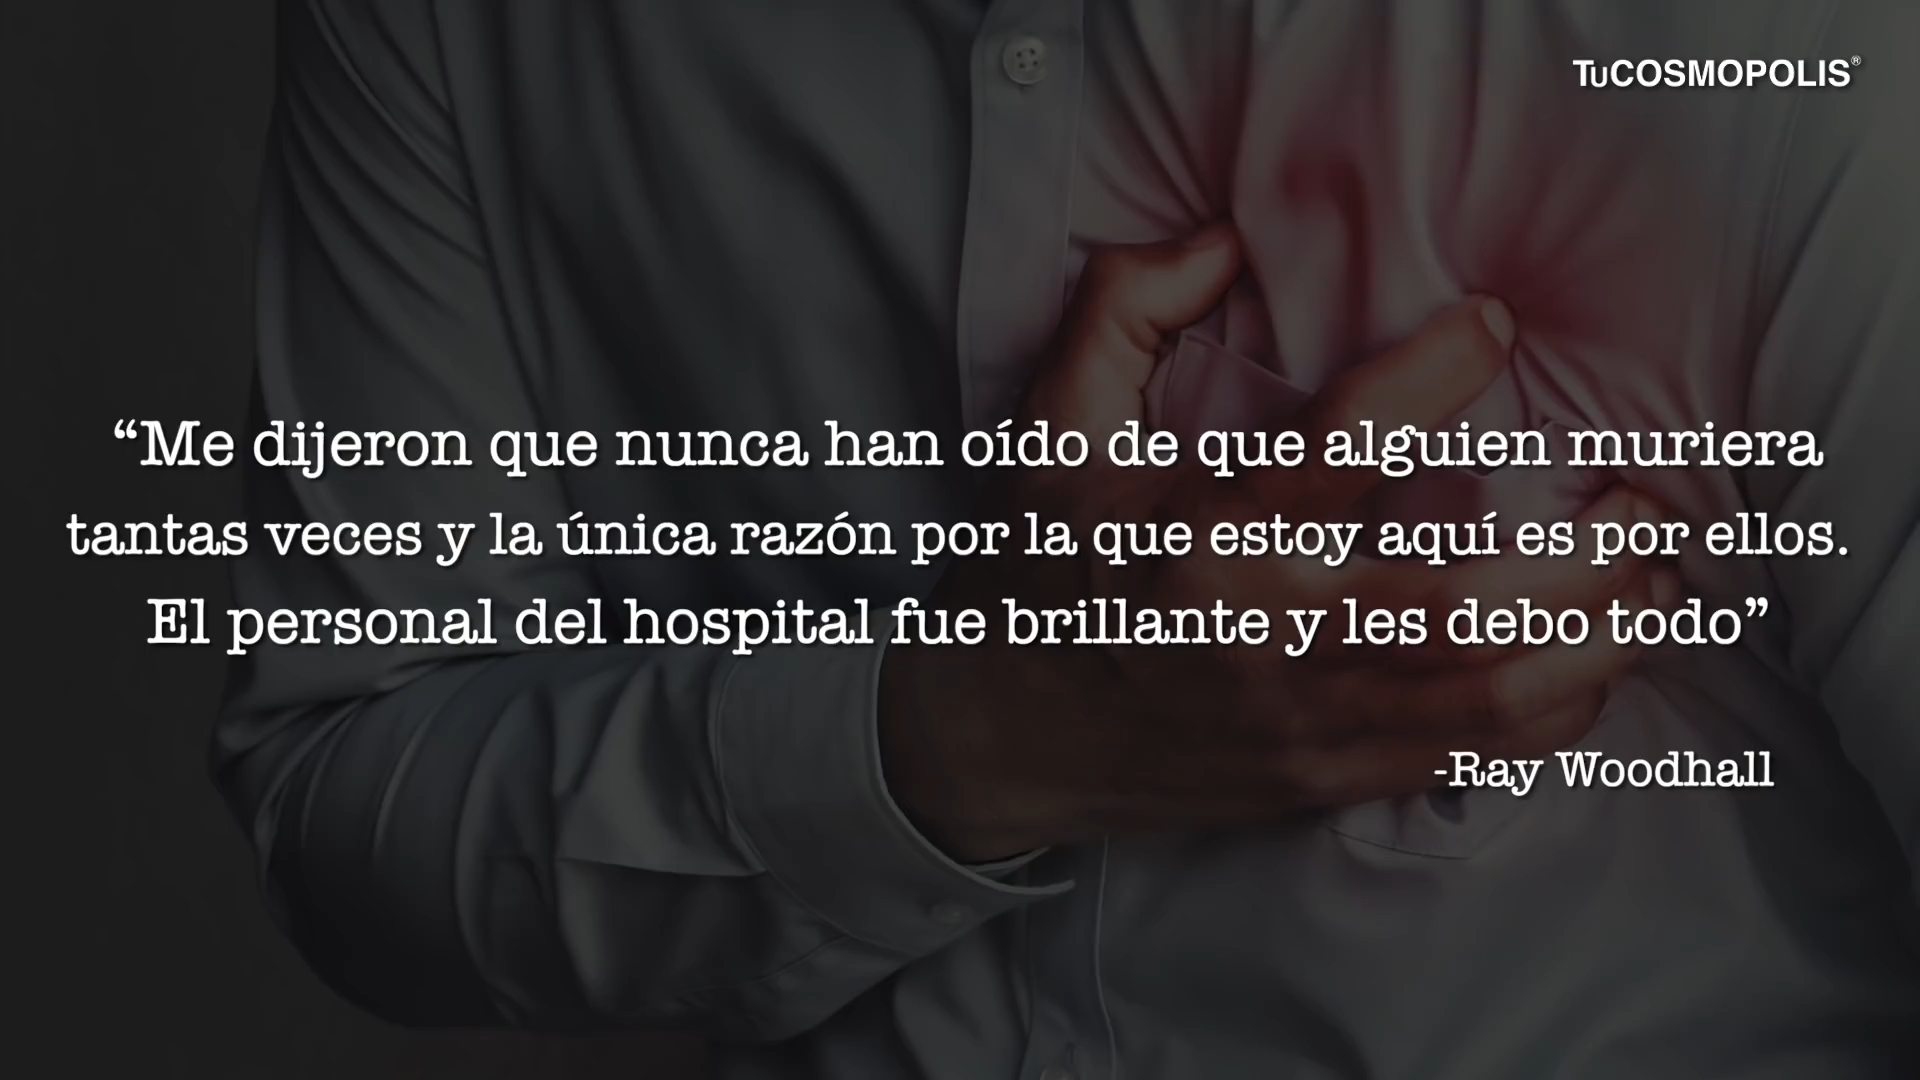 TuCOSMOPOLIS®
“Me dijeron que nunca han oído de que alguien muriera
tantas veces y la única razón por la que estoy aquí es por ellos.
El personal del hospital fue brillante y les debo todo”
-Ray Woodhall